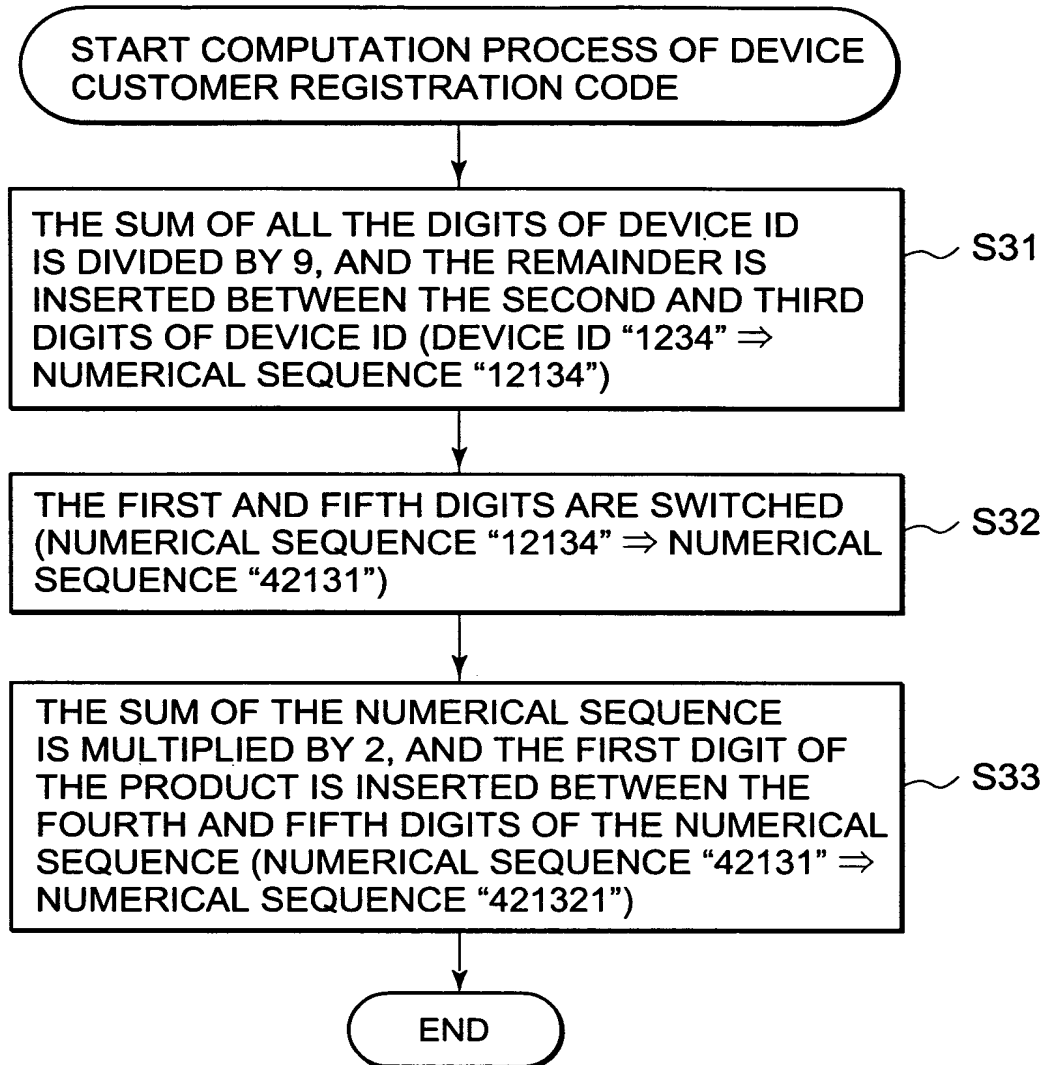 START COMPUTATION PROCESS OF DEVICE
CUSTOMER REGISTRATION CODE
THE SUM OF ALL THE DIGITS OF DEVICE ID
IS DIVIDED BY 9, AND THE REMAINDER IS
INSERTED BETWEEN THE SECOND AND THIRD
DIGITS OF DEVICE ID (DEVICE ID “1234” ⇒
NUMERICAL SEQUENCE “12134”)
S31
THE FIRST AND FIFTH DIGITS ARE SWITCHED
(NUMERICAL SEQUENCE “12134” ⇒ NUMERICAL
SEQUENCE “42131”)
S32
THE SUM OF THE NUMERICAL SEQUENCE
IS MULTIPLIED BY 2, AND THE FIRST DIGIT OF
THE PRODUCT IS INSERTED BETWEEN THE
FOURTH AND FIFTH DIGITS OF THE NUMERICAL
SEQUENCE (NUMERICAL SEQUENCE “42131” ⇒
NUMERICAL SEQUENCE “421321”)
S33
END